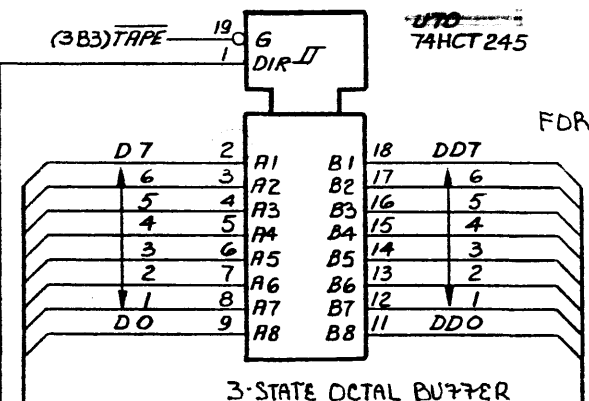 (3B3) TAPE 19 G
1 DIR
74HCT245
FOR
D7 2 A1 B1 18 DD7
6 3 A2 B2 17 6
5 4 A3 B3 16 5
4 5 A4 B4 15 4
3 6 A5 B5 14 3
2 7 A6 B6 13 2
1 8 A7 B7 12 1
D0 9 A8 B8 11 DD0
3-STATE OCTAL BUFFER